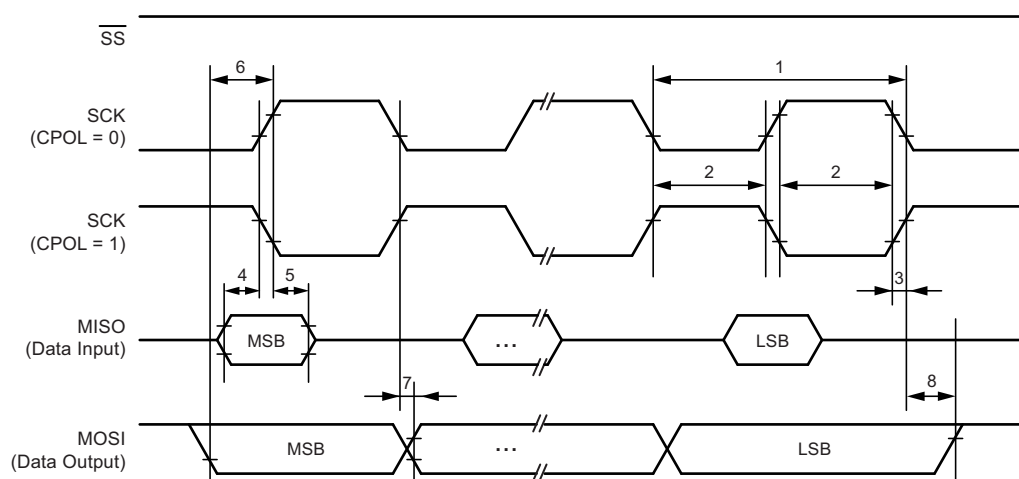 SS
6
1
SCK
(CPOL = 0)
2
2
SCK
(CPOL = 1)
4
5
3
MISO
(Data Input)
MSB
...
LSB
7
8
MOSI
(Data Output)
MSB
...
LSB